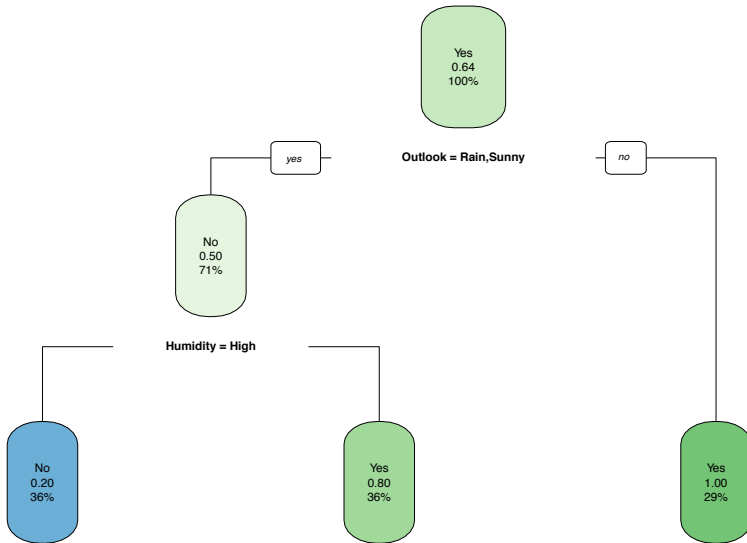 Yes
0.64
100%
yes
Outlook = Rain,Sunny
no
No
0.50
71%
Humidity = High
No
0.20
36%
Yes
0.80
36%
Yes
1.00
29%